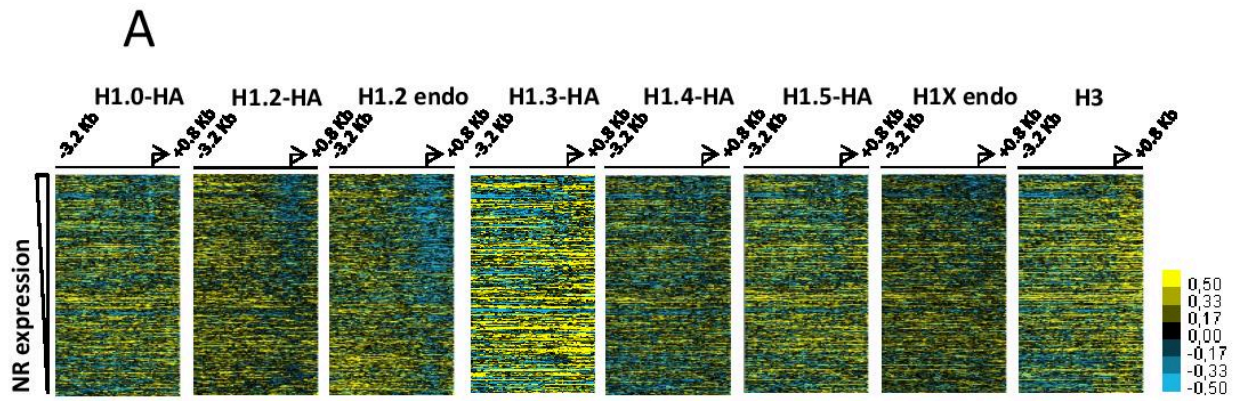 A
H1.0-HA H1.2-HA H1.2 endo H1.3-HA H1.4-HA H1.5-HA H1X endo H3
-3.2 Kb +0.8 Kb -3.2 Kb +0.8 Kb -3.2 Kb +0.8 Kb -3.2 Kb +0.8 Kb -3.2 Kb +0.8 Kb -3.2 Kb +0.8 Kb -3.2 Kb +0.8 Kb -3.2 Kb +0.8 Kb
NR expression
0,50
0,33
0,17
0,00
-0,17
-0,33
-0,50